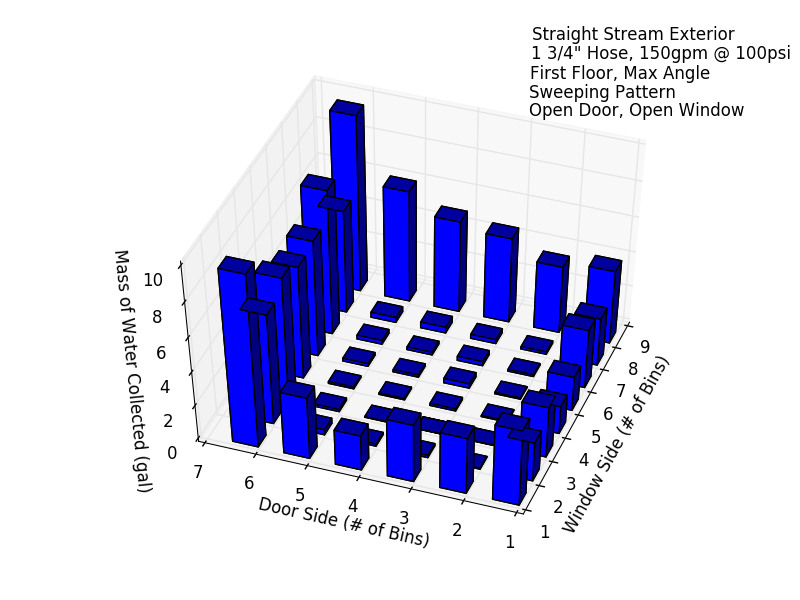 Straight Stream Exterior
1 3/4" Hose, 150gpm @ 100psi
First Floor, Max Angle
Sweeping Pattern
Open Door, Open Window
Mass of Water Collected (gal)
10
8
6
4
2
0
Door Side (# of Bins)
7
6
5
4
3
2
1
Window Side (# of Bins)
9
8
7
6
5
4
3
2
1